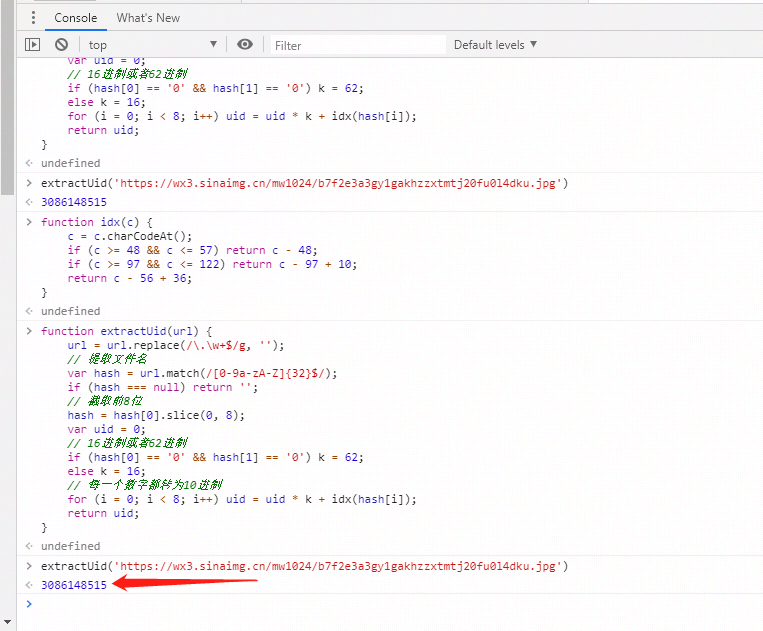 Console What's New
top ▼ Filter Default levels ▼
var uid = 0;
// 16进制或者62进制
if (hash[0] == '0' && hash[1] == '0') k = 62;
else k = 16;
for (i = 0; i < 8; i++) uid = uid * k + idx(hash[i]);
return uid;
}
undefined
> extractUid('https://wx3.sinaimg.cn/mw1024/b7f2e3a3gy1gakhzzxtmtj20fu0l4dku.jpg')
3086148515
> function idx(c) {
c = c.charCodeAt();
if (c >= 48 && c <= 57) return c - 48;
if (c >= 97 && c <= 122) return c - 97 + 10;
return c - 56 + 36;
}
undefined
> function extractUid(url) {
url = url.replace(/\.\w+$/g, '');
// 提取文件名
var hash = url.match(/[0-9a-zA-Z]{32}$/);
if (hash === null) return '';
// 截取前8位
hash = hash[0].slice(0, 8);
var uid = 0;
// 16进制或者62进制
if (hash[0] == '0' && hash[1] == '0') k = 62;
else k = 16;
// 每一个数字都转为10进制
for (i = 0; i < 8; i++) uid = uid * k + idx(hash[i]);
return uid;
}
undefined
> extractUid('https://wx3.sinaimg.cn/mw1024/b7f2e3a3gy1gakhzzxtmtj20fu0l4dku.jpg')
3086148515
>